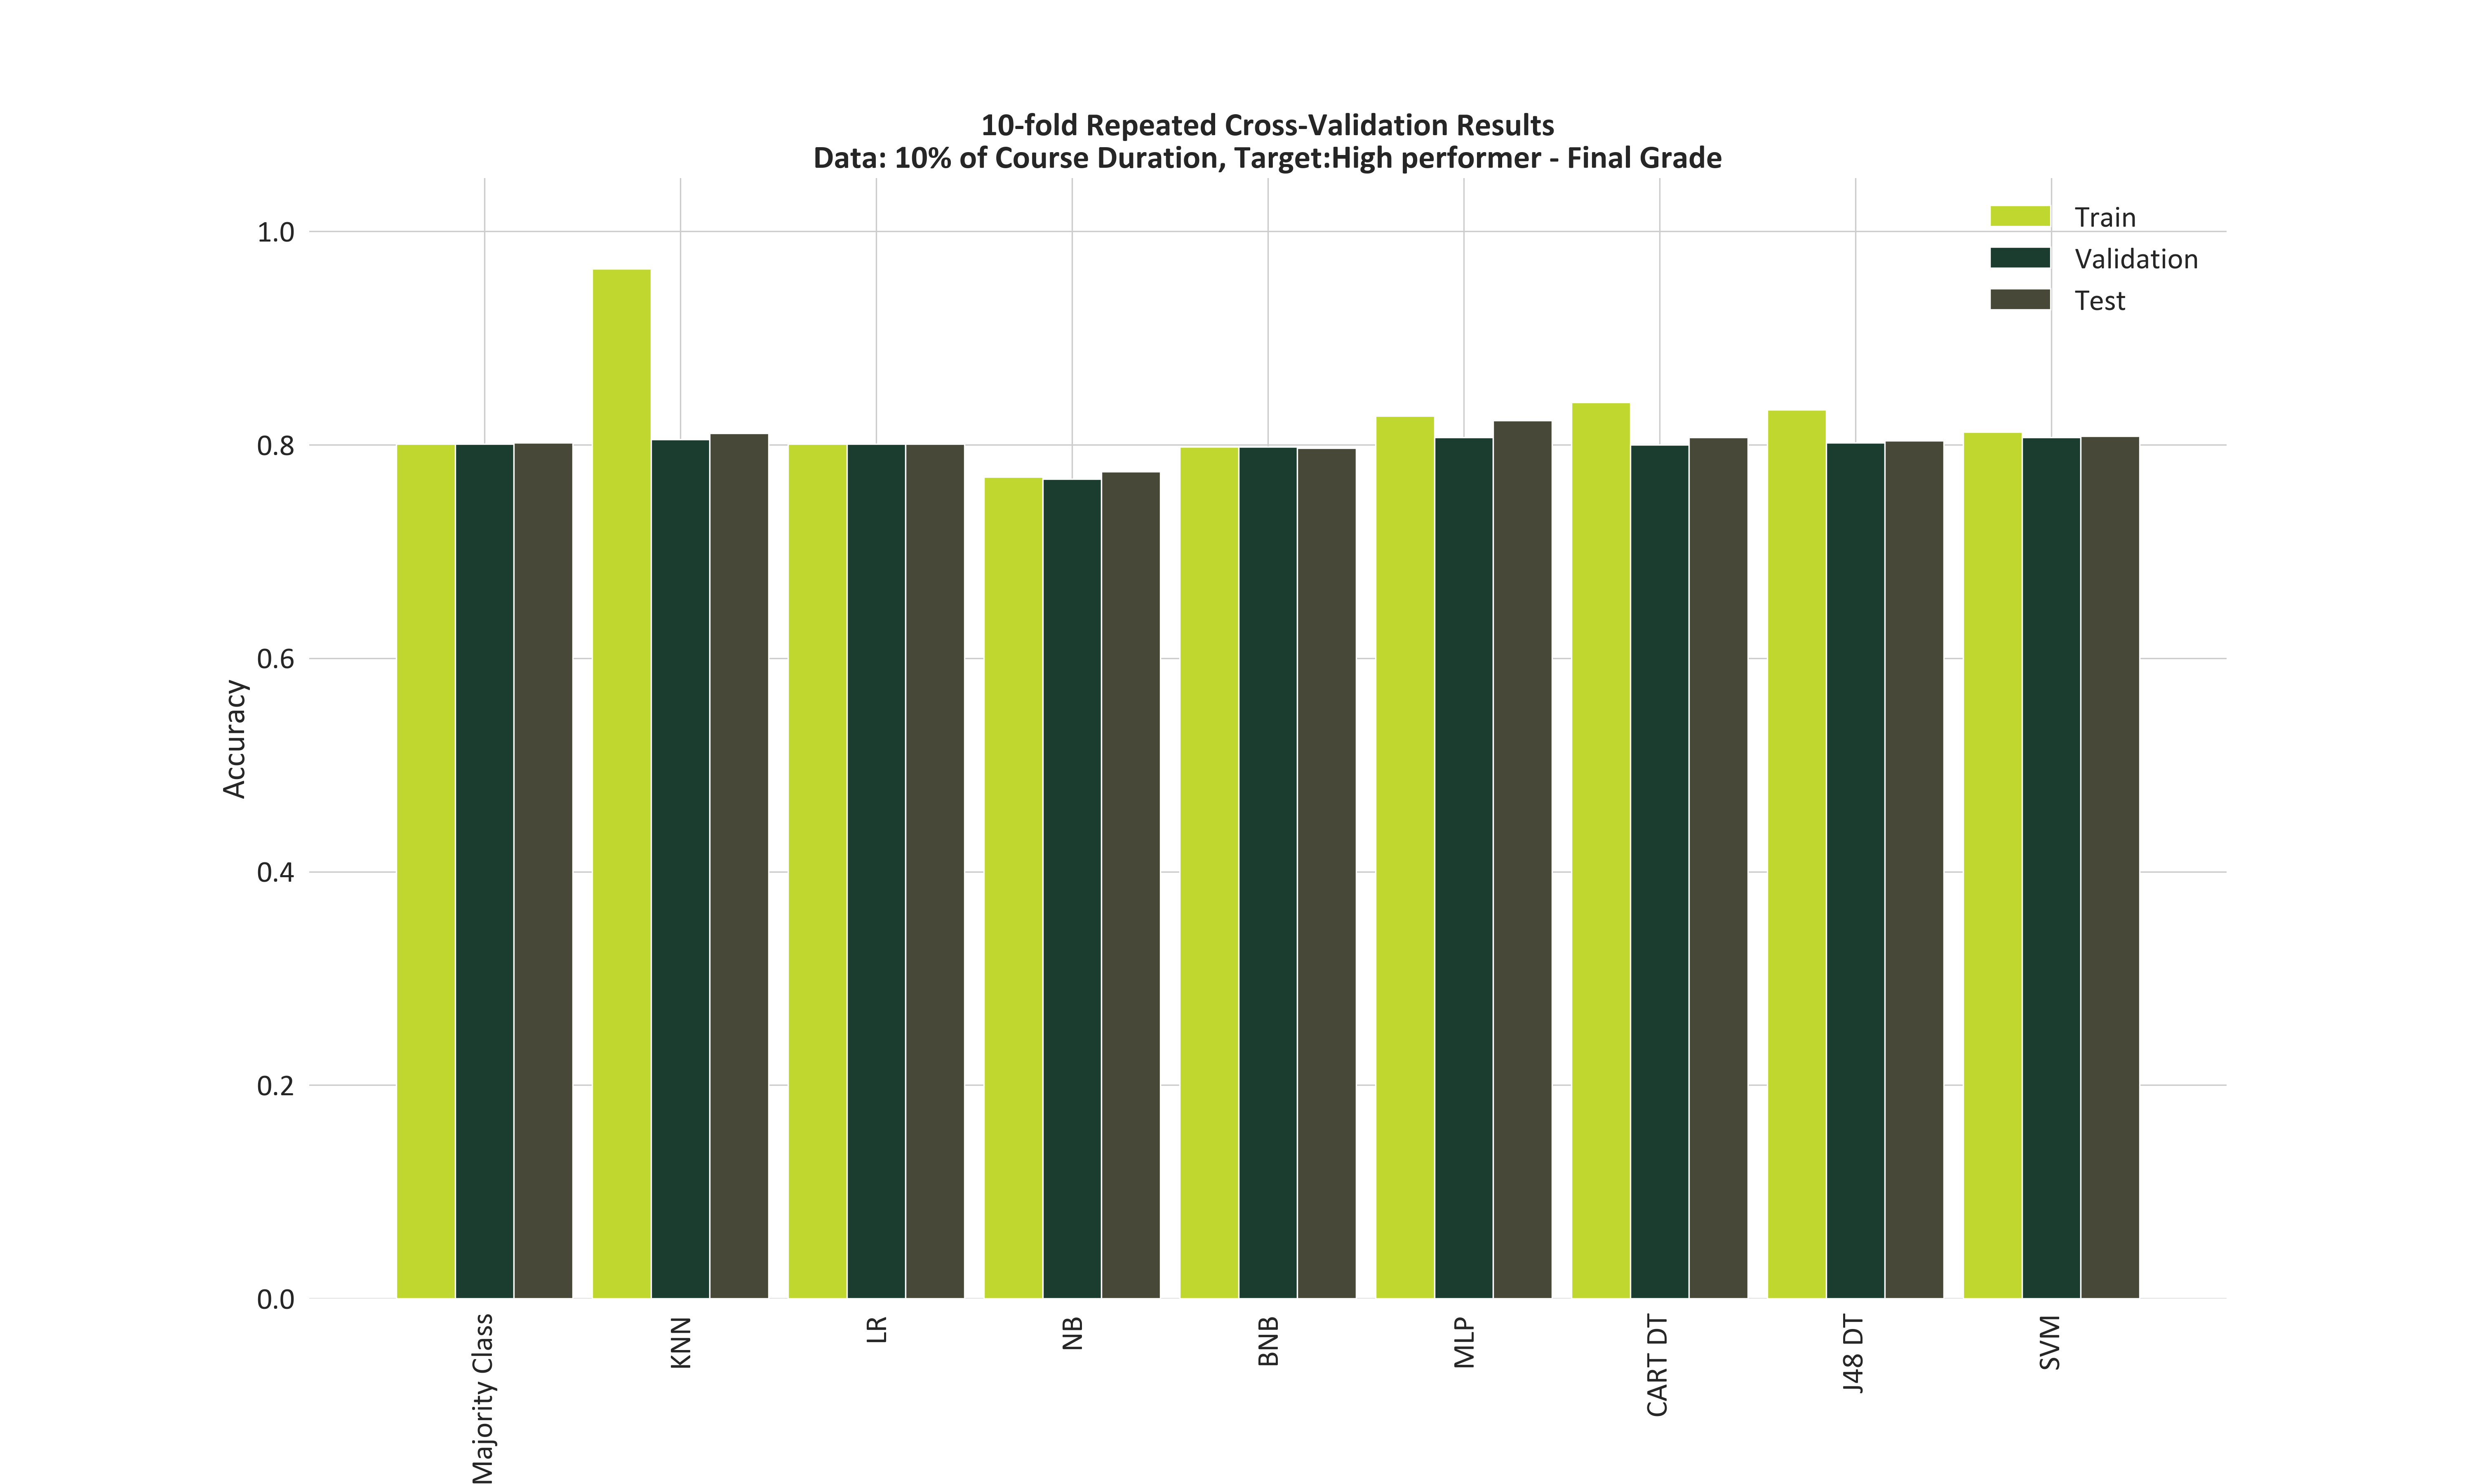 10-fold Repeated Cross-Validation Results
Data: 10% of Course Duration, Target:High performer - Final Grade
Train
Validation
Test
Accuracy
1.0
0.8
0.6
0.4
0.2
0.0
Majority Class
KNN
LR
NB
BNB
MLP
CART DT
J48 DT
SVM